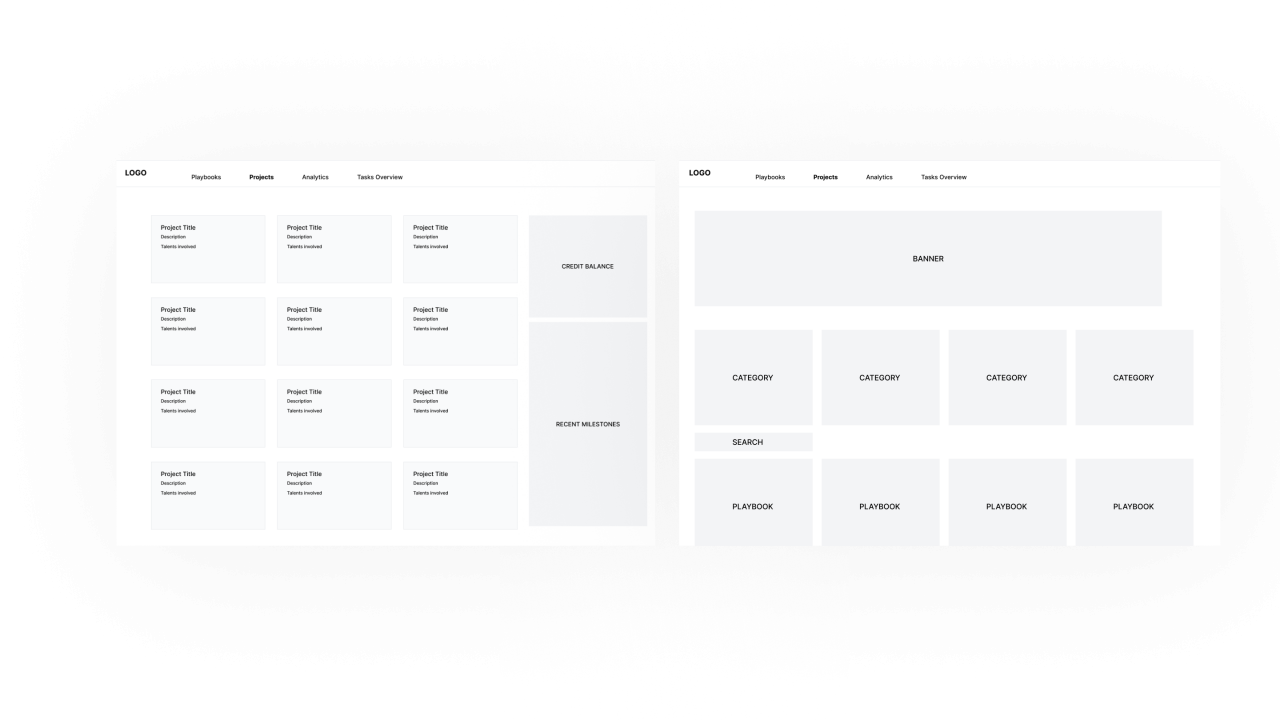 LOGO
Playbooks Projects Analytics Tasks Overview
Project Title Project Title Project Title
Description Description Description
Talents involved Talents involved Talents involved
CREDIT BALANCE
Project Title Project Title Project Title
Description Description Description
Talents involved Talents involved Talents involved
Project Title Project Title Project Title
Description Description Description
Talents involved Talents involved Talents involved
RECENT MILESTONES
Project Title Project Title Project Title
Description Description Description
Talents involved Talents involved Talents involved
LOGO
Playbooks Projects Analytics Tasks Overview
BANNER
CATEGORY CATEGORY CATEGORY CATEGORY
SEARCH
PLAYBOOK PLAYBOOK PLAYBOOK PLAYBOOK